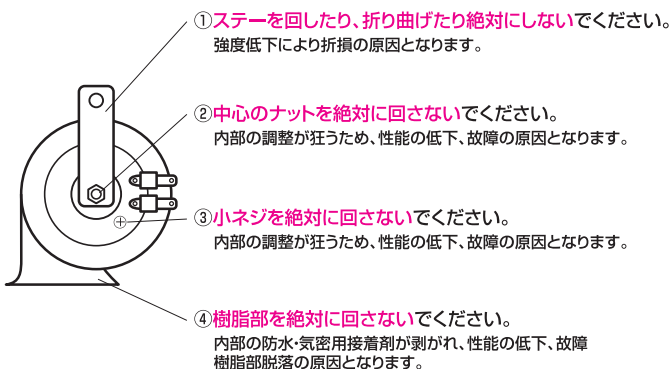 ①ステーを回したり、折り曲げたり絶対にしないでください。
強度低下により折損の原因となります。
②中心のナットを絶対に回さないでください。
内部の調整が狂うため、性能の低下、故障の原因となります。
③小ネジを絶対に回さないでください。
内部の調整が狂うため、性能の低下、故障の原因となります。
④樹脂部を絶対に回さないでください。
内部の防水・気密用接着剤が剥がれ、性能の低下、故障
樹脂部脱落の原因となります。